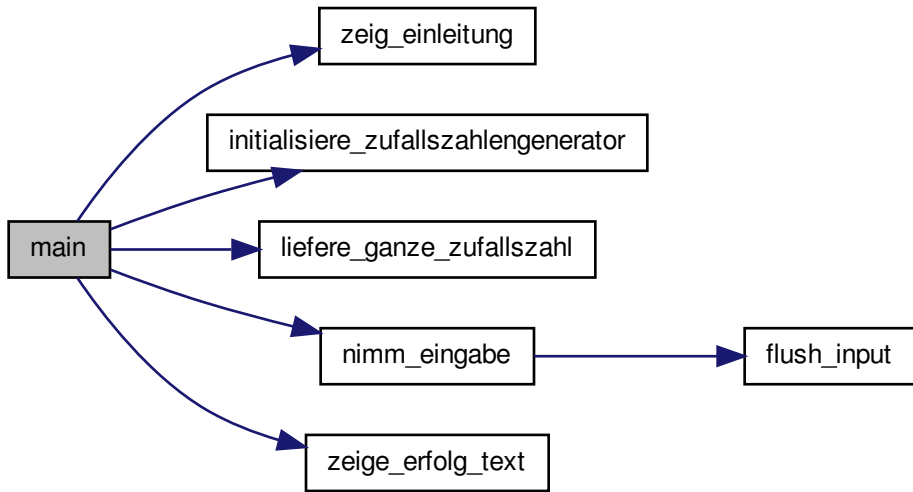 zeig_einleitung
initialisiere_zufallszahlengenerator
main
liefere_ganze_zufallszahl
nimm_eingabe
flush_input
zeige_erfolg_text